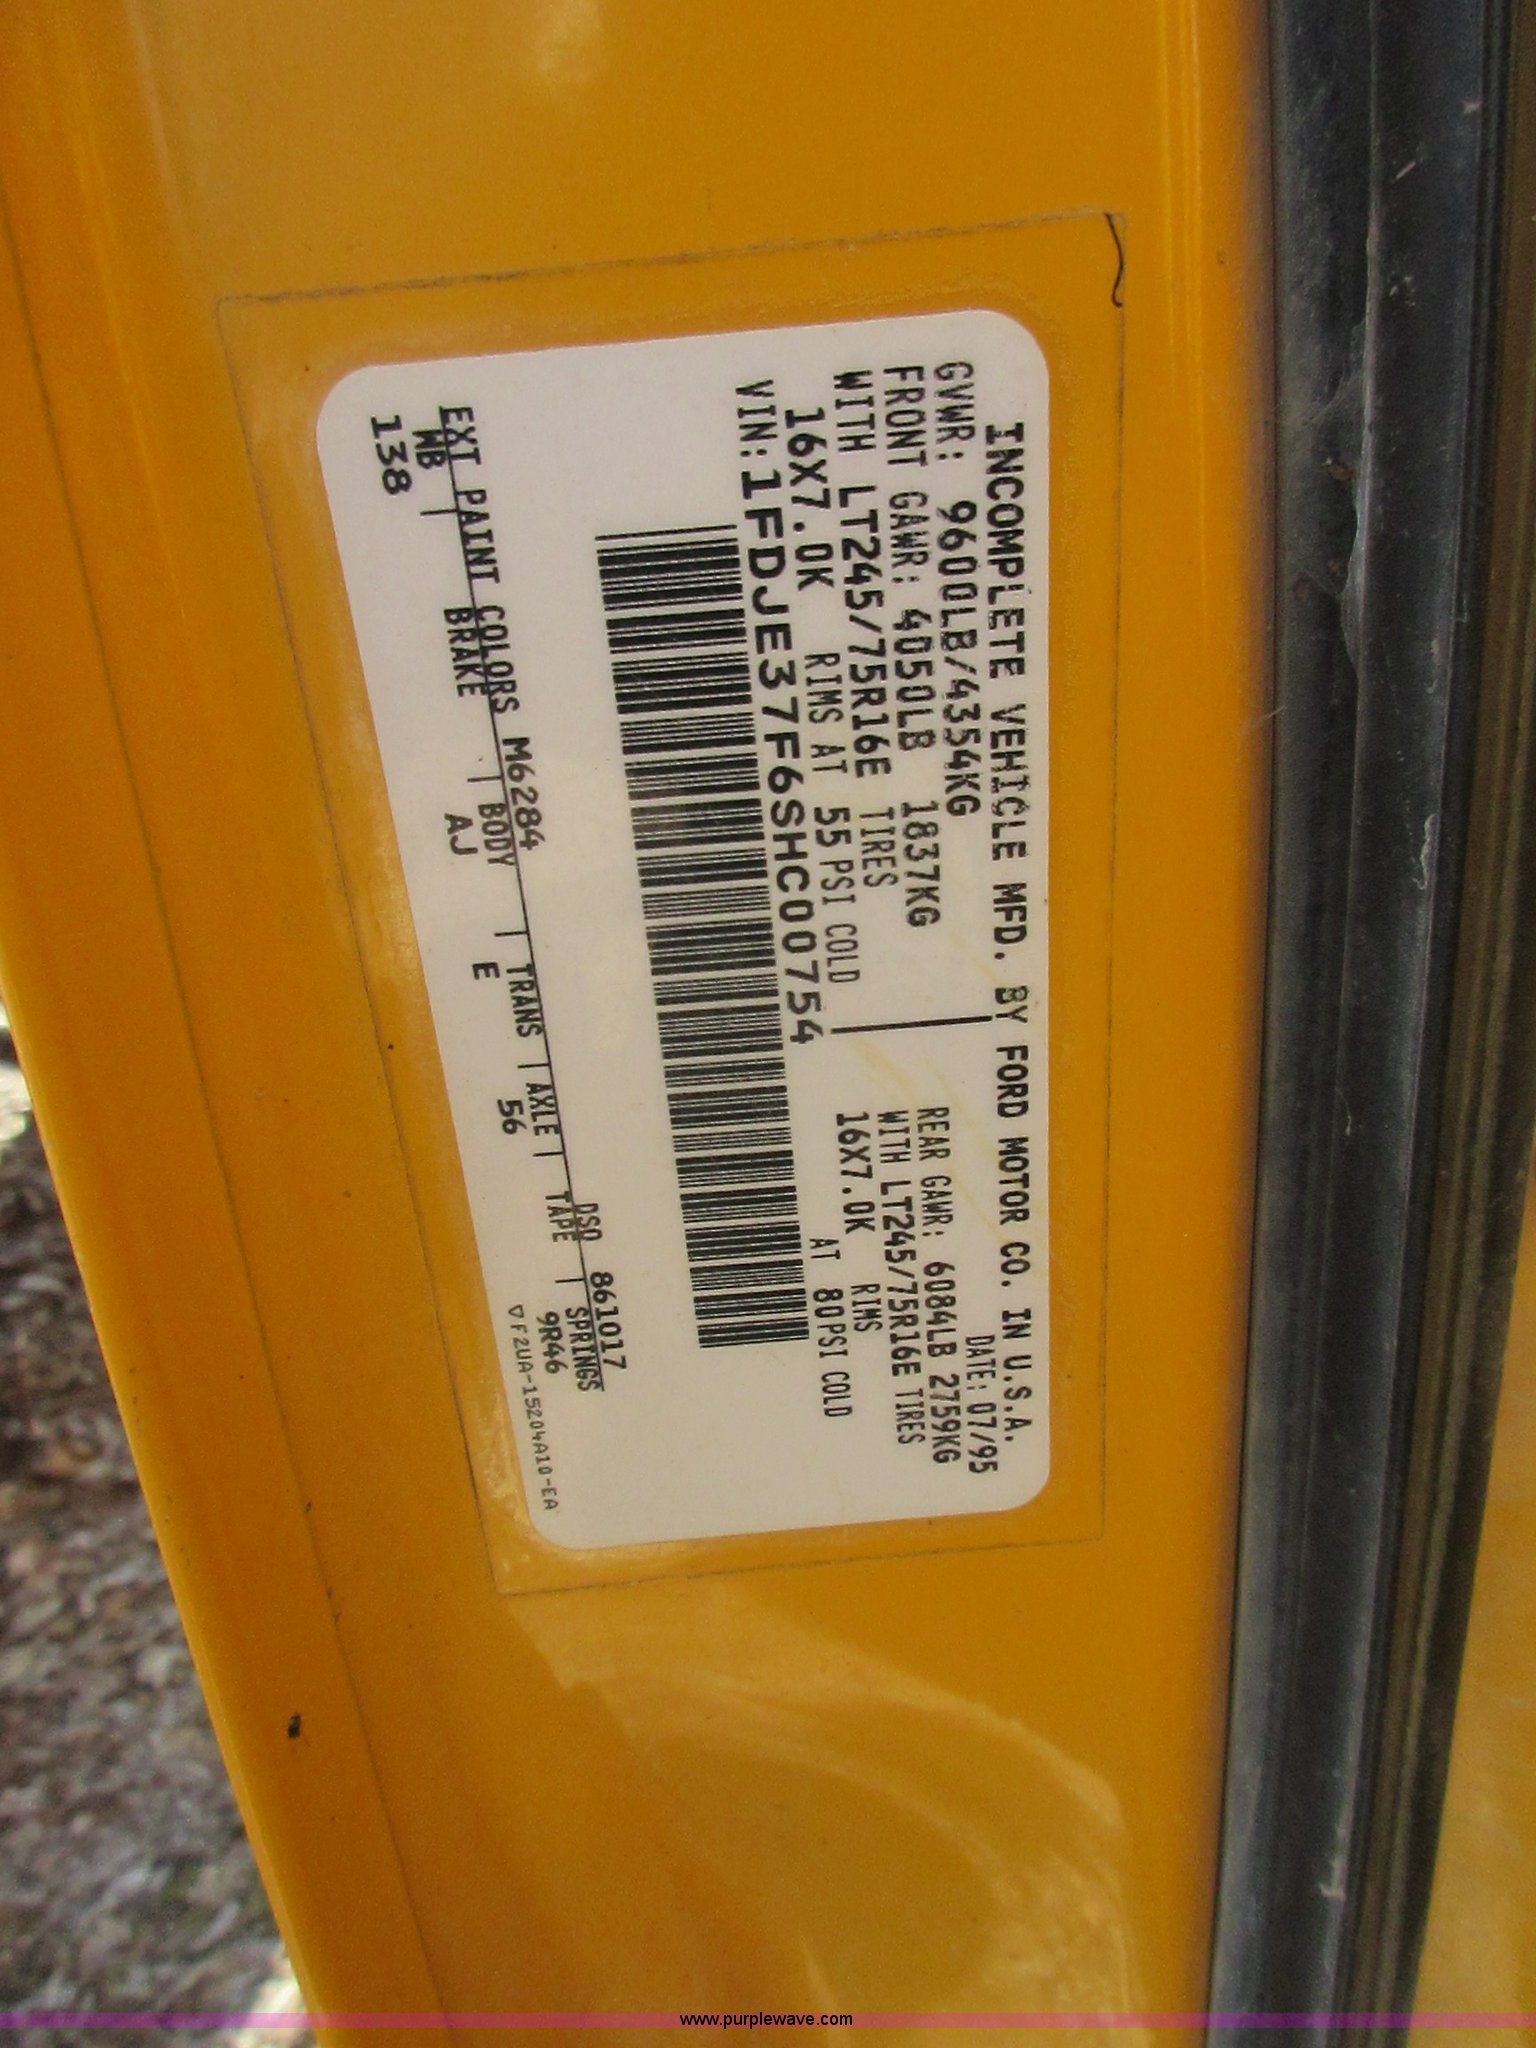 INCOMPLETE VEHICLE MFD. BY FORD MOTOR CO. IN U.S.A.
GVWR: 9600LB/4354KG DATE: 07/95
FRONT GAWR: 4050LB 1837KG REAR GAWR: 6084LB 2759KG
WITH LT245/75R16E TIRES WITH LT245/75R16E TIRES
16X7.0K RIMS AT 55 PSI COLD 16X7.0K RIMS AT 80 PSI COLD
VIN: 1FDJE37F6SHC00754
EXT PAINT COLORS M6284 DSO 861017
WB BRAKE BODY TRANS AXLE TAPE SPRINGS
138 AJ E 56 9R46
▽F2UA-15204A10-EA
www.purplewave.com